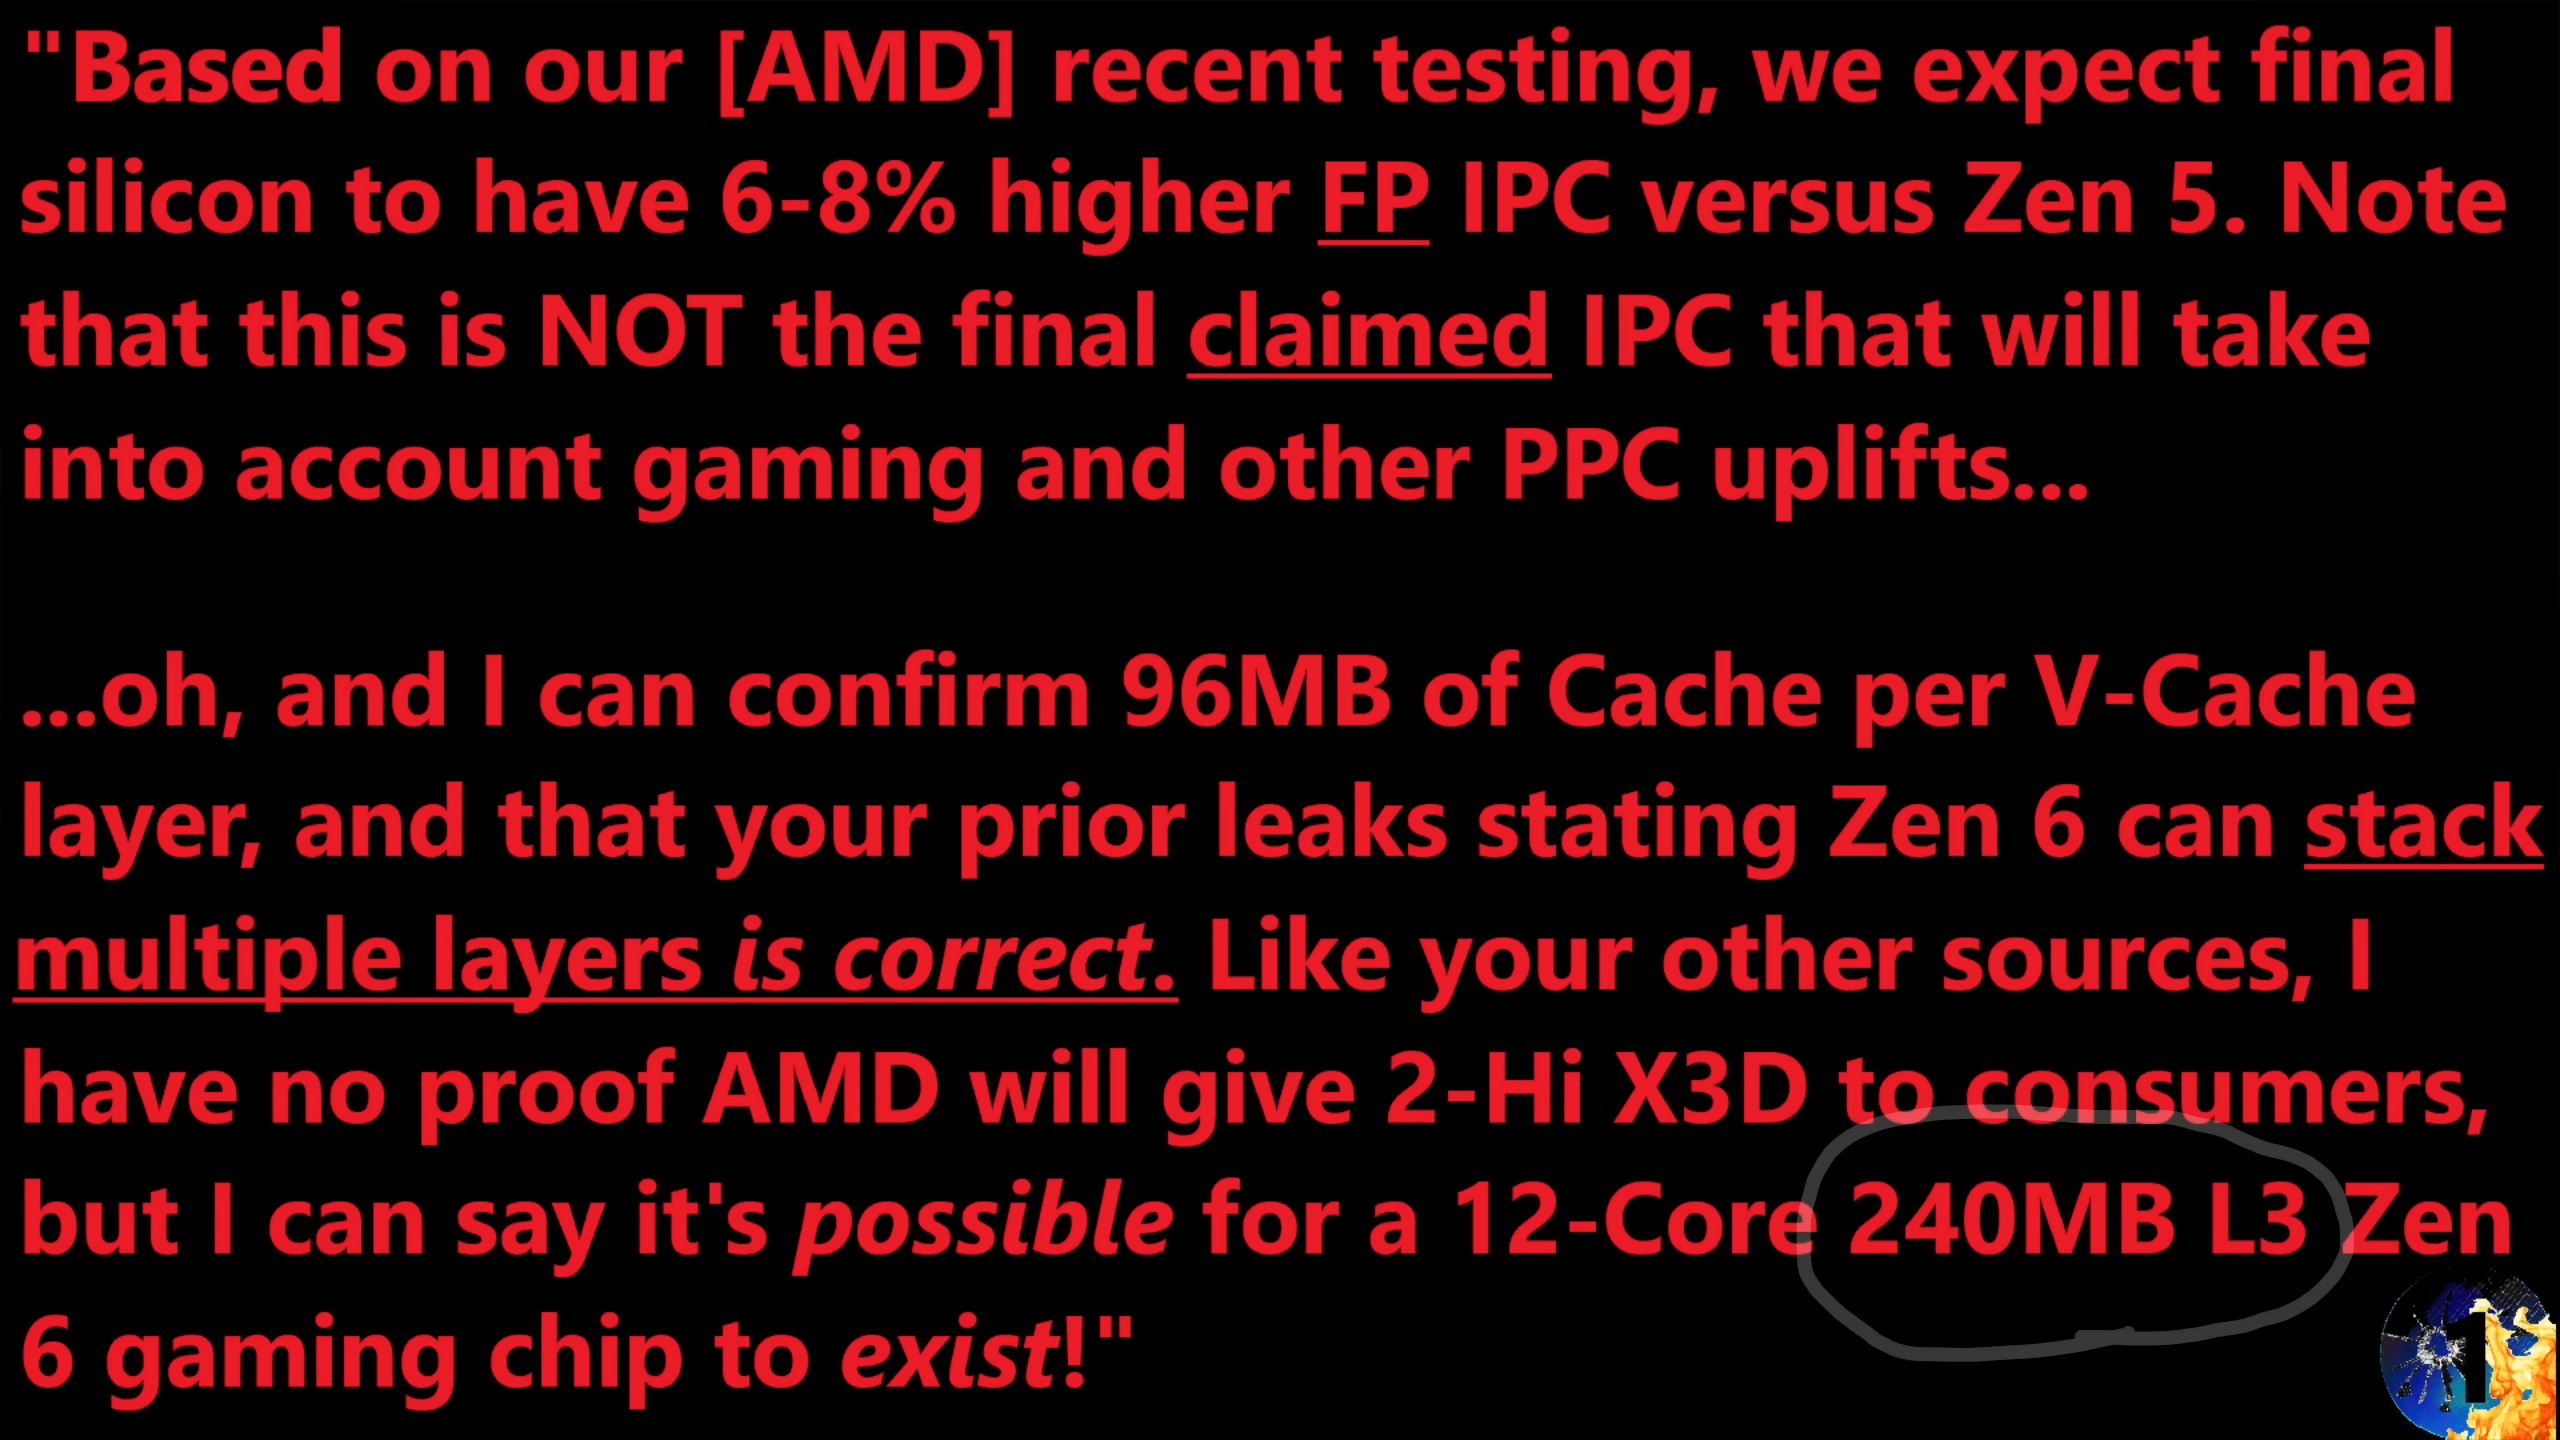 "Based on our [AMD] recent testing, we expect final
silicon to have 6-8% higher FP IPC versus Zen 5. Note
that this is NOT the final claimed IPC that will take
into account gaming and other PPC uplifts...
...oh, and I can confirm 96MB of Cache per V-Cache
layer, and that your prior leaks stating Zen 6 can stack
multiple layers is correct. Like your other sources, I
have no proof AMD will give 2-Hi X3D to consumers,
but I can say it's possible for a 12-Core 240MB L3 Zen
6 gaming chip to exist!"
1